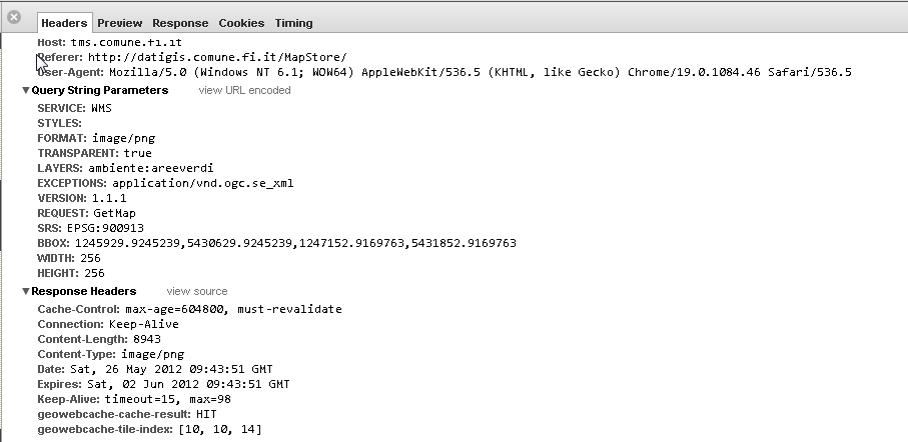 Headers Preview Response Cookies Timing
Host: tms.comune.fi.it
Referer: http://datigis.comune.fi.it/MapStore/
User-Agent: Mozilla/5.0 (Windows NT 6.1; WOW64) AppleWebKit/536.5 (KHTML, like Gecko) Chrome/19.0.1084.46 Safari/536.5
Query String Parameters view URL encoded
SERVICE: WMS
STYLES:
FORMAT: image/png
TRANSPARENT: true
LAYERS: ambiente:areeverdi
EXCEPTIONS: application/vnd.ogc.se_xml
VERSION: 1.1.1
REQUEST: GetMap
SRS: EPSG:900913
BBOX: 1245929.9245239,5430629.9245239,1247152.9169763,5431852.9169763
WIDTH: 256
HEIGHT: 256
Response Headers view source
Cache-Control: max-age=604800, must-revalidate
Connection: Keep-Alive
Content-Length: 8943
Content-Type: image/png
Date: Sat, 26 May 2012 09:43:51 GMT
Expires: Sat, 02 Jun 2012 09:43:51 GMT
Keep-Alive: timeout=15, max=98
geowebcache-cache-result: HIT
geowebcache-tile-index: [10, 10, 14]